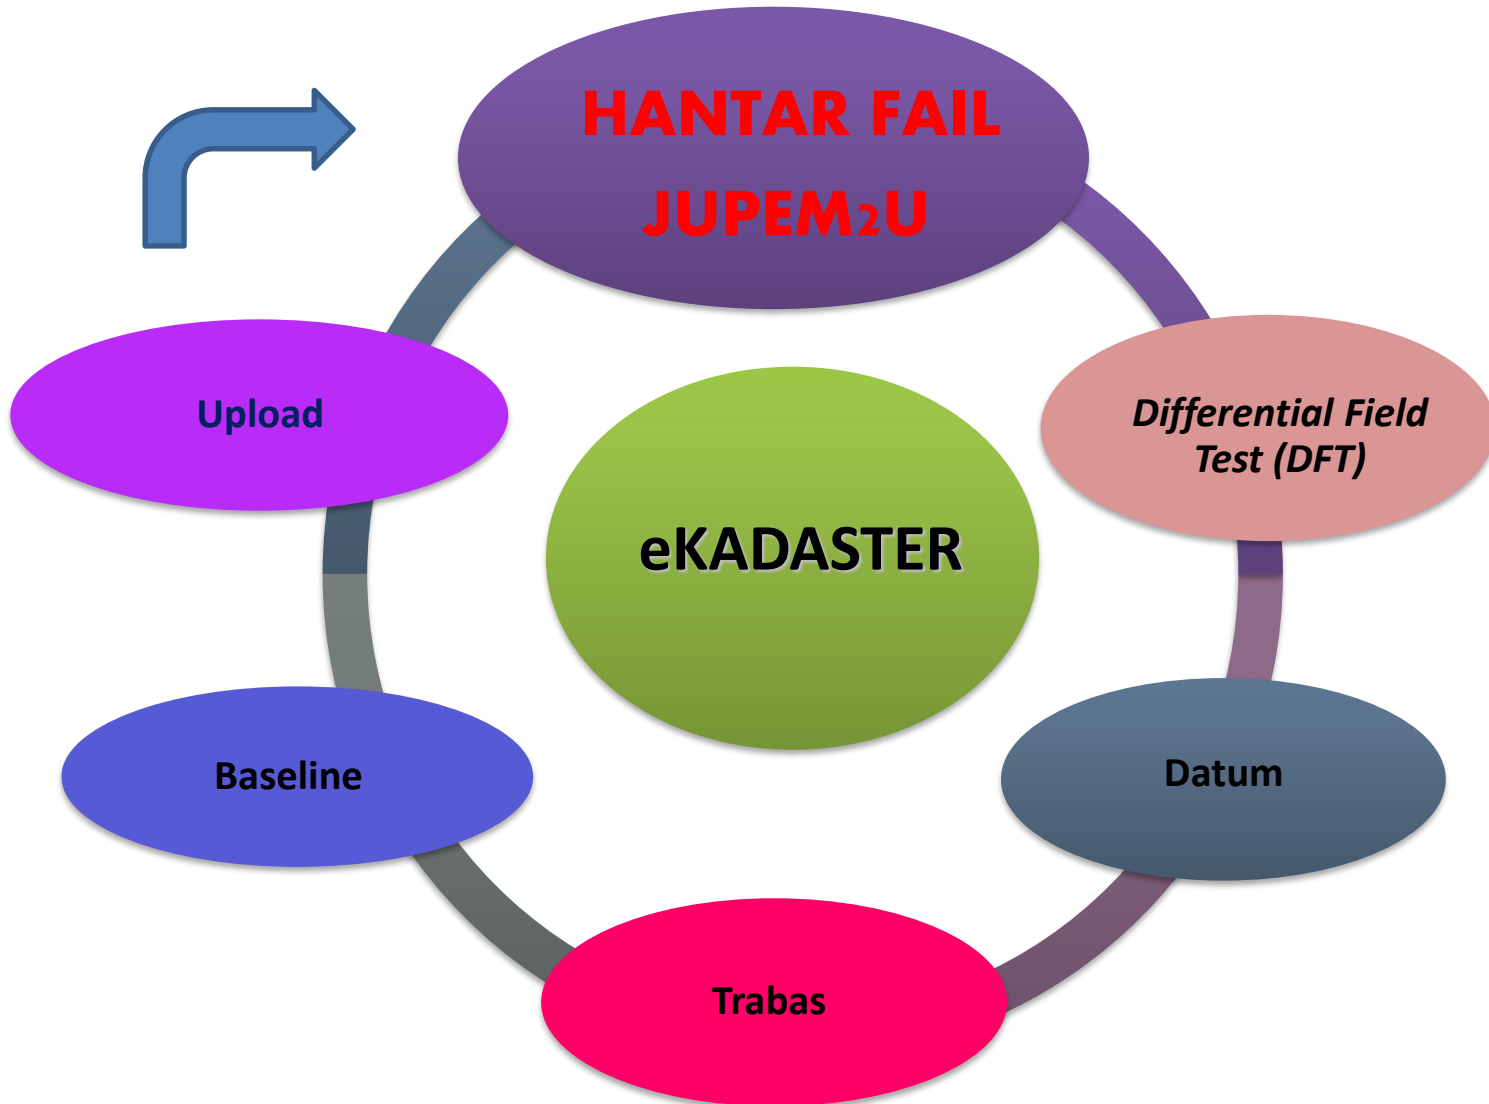 HANTAR FAIL
JUPEM2U
Differential Field
Test (DFT)
Datum
Trabas
Baseline
Upload
eKADASTER